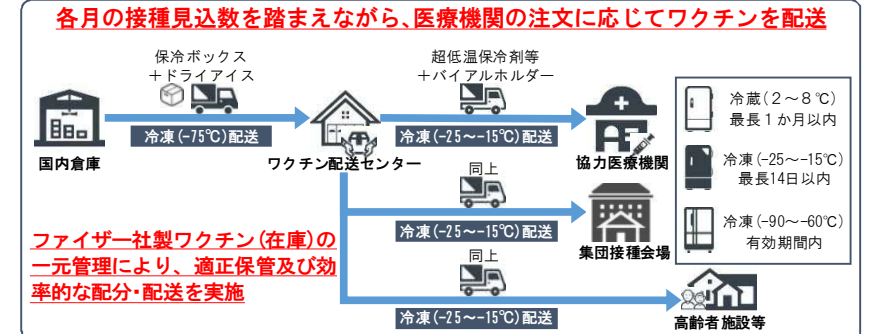 各月の接種見込数を踏まえながら、医療機関の注文に応じてワクチンを配送
保冷ボックス
＋ドライアイス
冷凍(-75℃)配送
国内倉庫
ワクチン配送センター
超低温保冷剤等
＋バイアルホルダー
冷凍(-25～-15℃)配送
協力医療機関
同上
冷凍(-25～-15℃)配送
集団接種会場
同上
冷凍(-25～-15℃)配送
高齢者施設等
冷蔵(2～8℃)
最長1か月以内
冷凍(-25～-15℃)
最長14日以内
冷凍(-90～-60℃)
有効期間内
ファイザー社製ワクチン(在庫)の
一元管理により、適正保管及び効
率的な配分・配送を実施